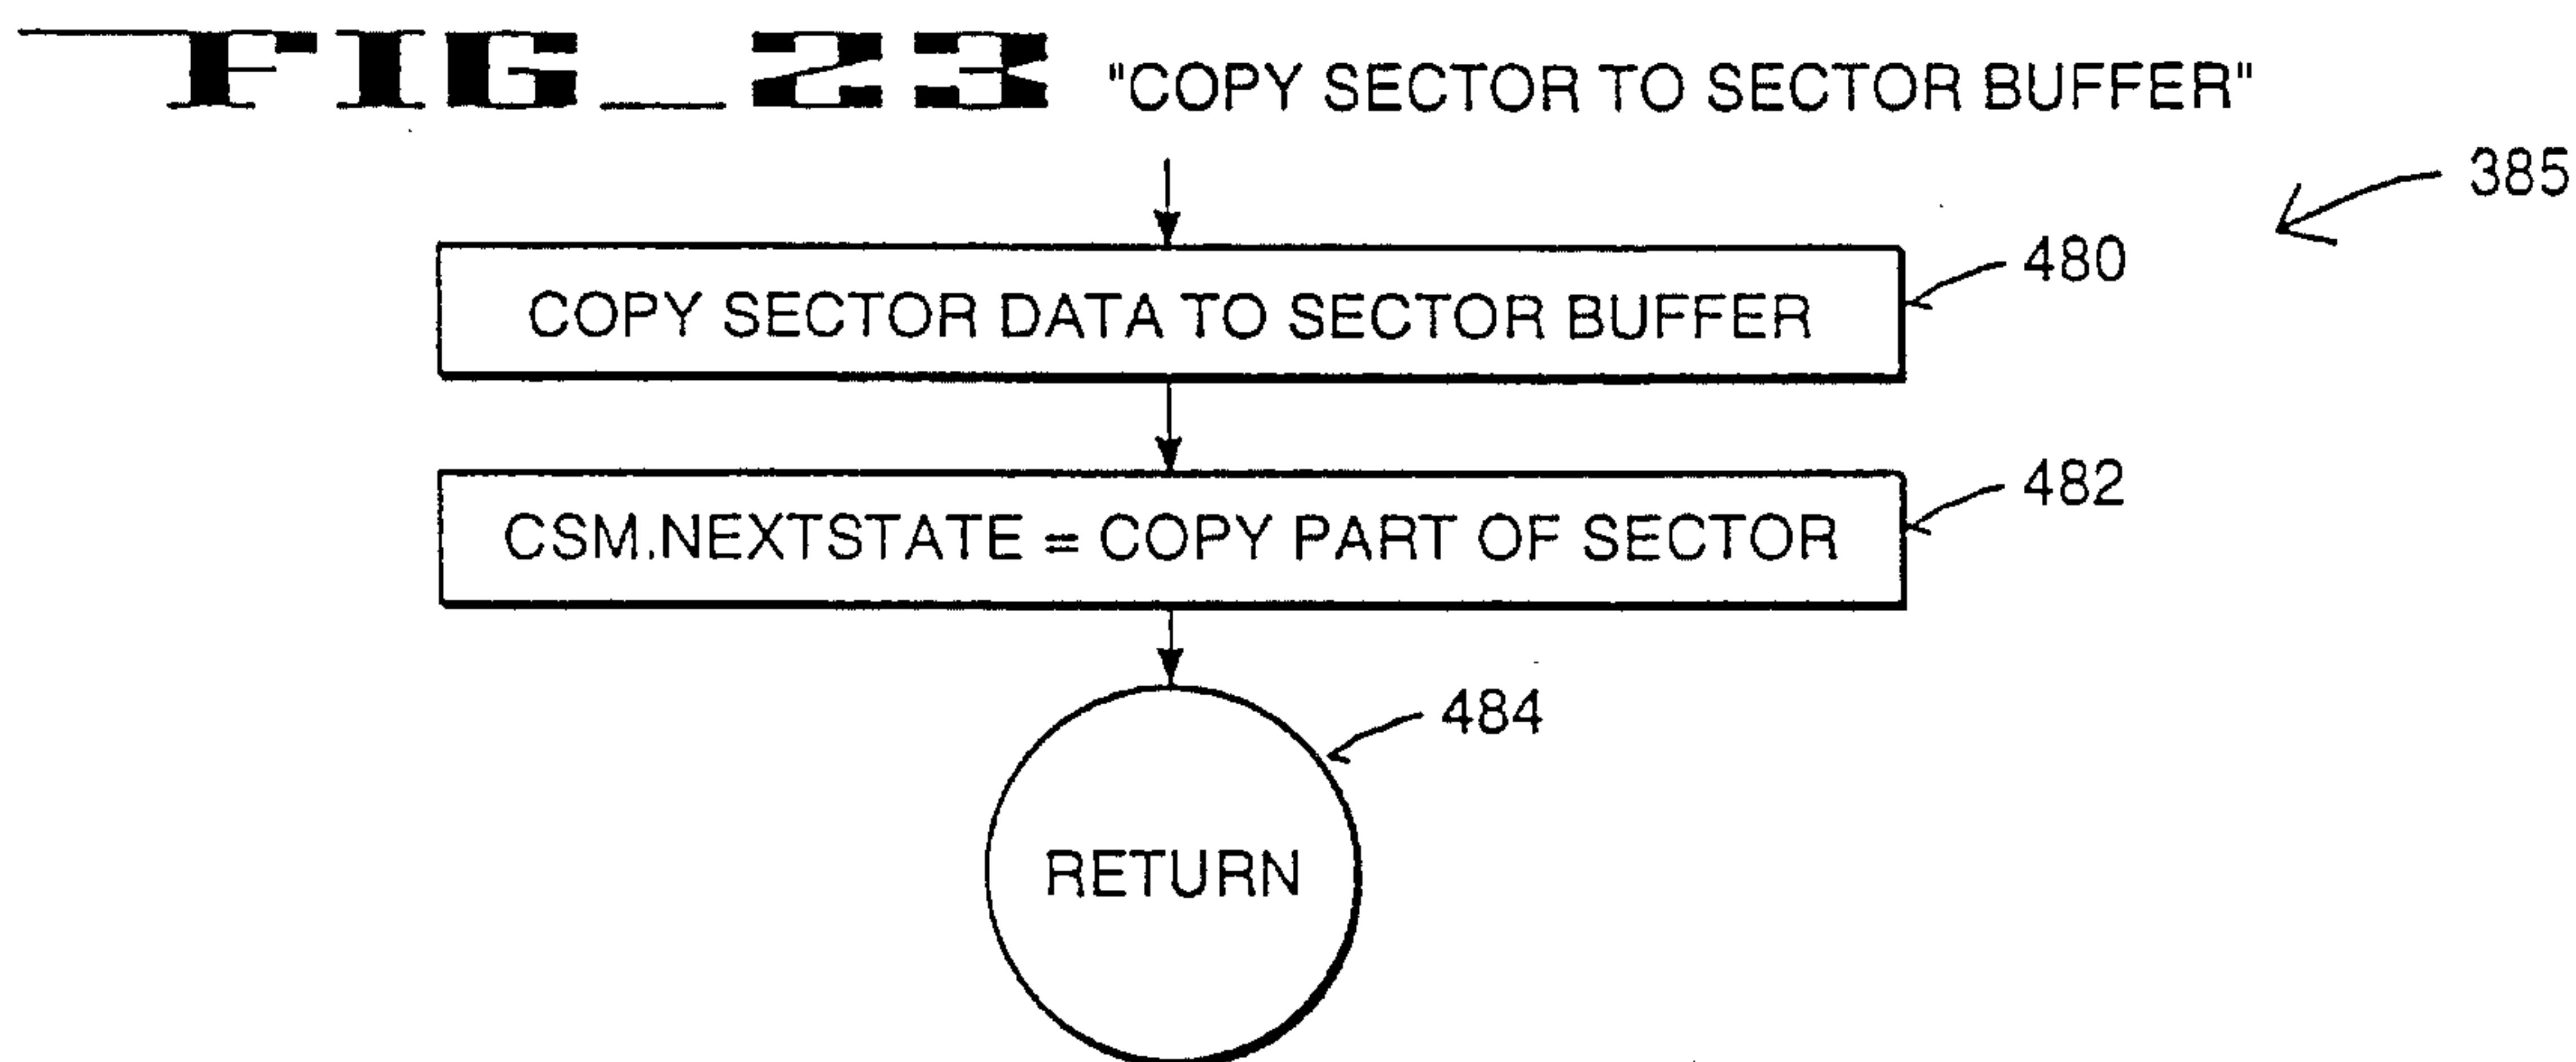 FIG_23 "COPY SECTOR TO SECTOR BUFFER"
385
480
COPY SECTOR DATA TO SECTOR BUFFER
482
CSM.NEXTSTATE = COPY PART OF SECTOR
484
RETURN